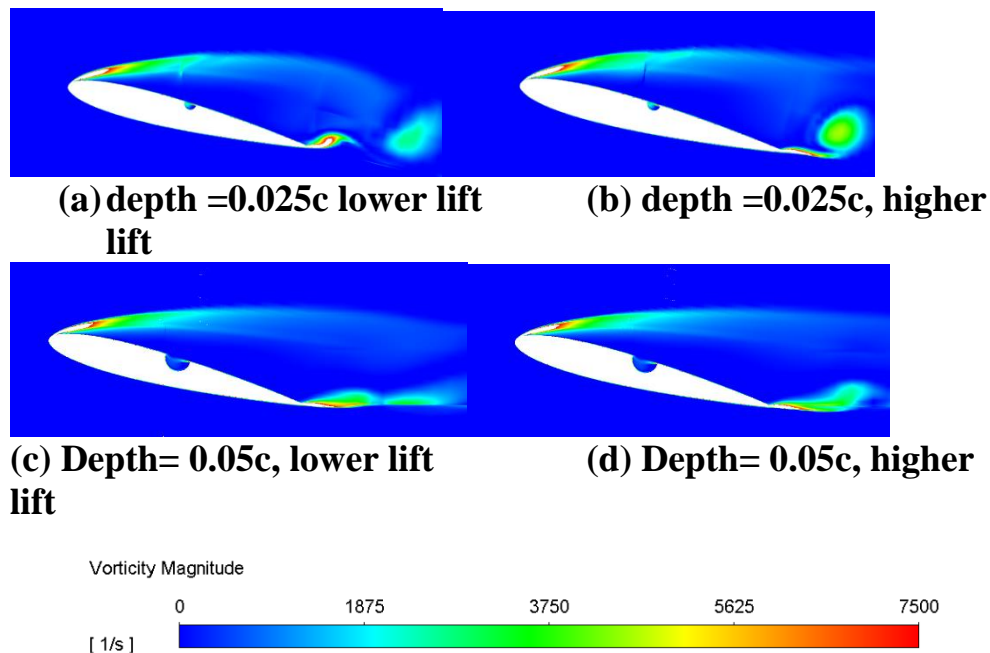 (a) depth =0.025c lower lift
(b) depth =0.025c, higher
lift
(c) Depth= 0.05c, lower lift
(d) Depth= 0.05c, higher
lift
Vorticity Magnitude
0 1875 3750 5625 7500
[ 1/s ]